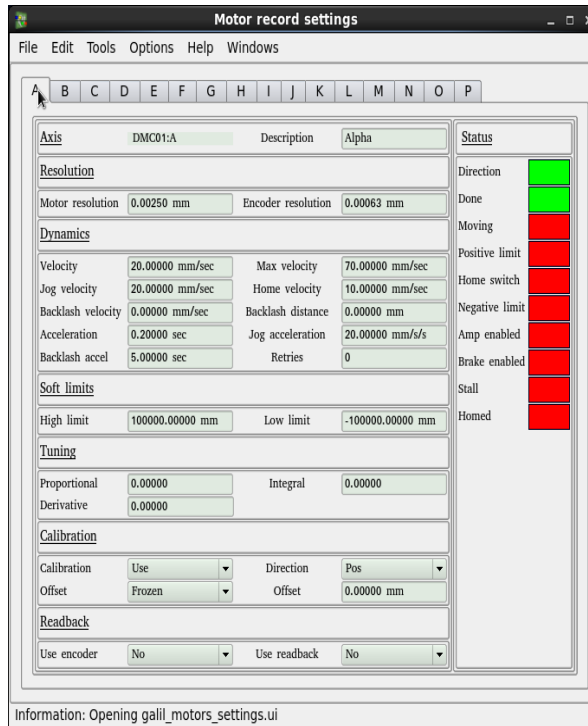 Motor record settings
File Edit Tools Options Help Windows
A B C D E F G H I J K L M N O P
Axis DMC01:A Description Alpha
Resolution
Motor resolution 0.00250 mm Encoder resolution 0.00063 mm
Dynamics
Velocity 20.00000 mm/sec Max velocity 70.00000 mm/sec
Jog velocity 20.00000 mm/sec Home velocity 10.00000 mm/sec
Backlash velocity 0.00000 mm/sec Backlash distance 0.00000 mm
Acceleration 0.20000 sec Jog acceleration 20.00000 mm/s/s
Backlash accel 5.00000 sec Retries 0
Soft limits
High limit 100000.00000 mm Low limit -100000.00000 mm
Tuning
Proportional 0.00000 Integral 0.00000
Derivative 0.00000
Calibration
Calibration Use Direction Pos
Offset Frozen Offset 0.00000 mm
Readback
Use encoder No Use readback No
Status
Direction
Done
Moving
Positive limit
Home switch
Negative limit
Amp enabled
Brake enabled
Stall
Homed
Information: Opening galil_motors_settings.ui